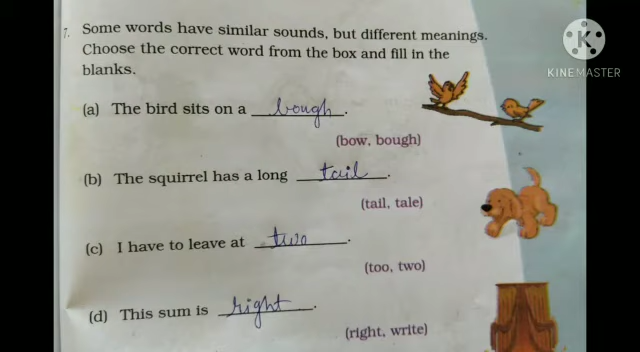 7. Some words have similar sounds, but different meanings.
Choose the correct word from the box and fill in the
blanks.
(a) The bird sits on a bough.
(bow, bough)
(b) The squirrel has a long tail.
(tail, tale)
(c) I have to leave at two.
(too, two)
(d) This sum is right.
(right, write)
K
KINEMASTER